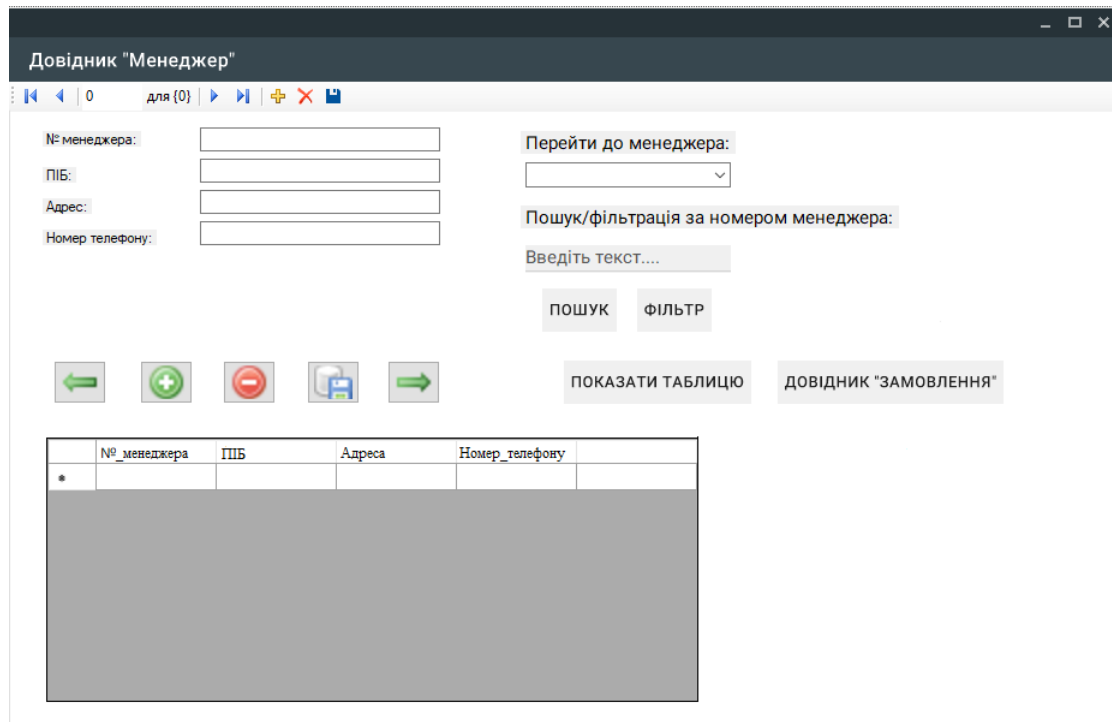 Довідник "Менеджер"
0 для {0}
№ менеджера:
ПІБ:
Адрес:
Номер телефону:
Перейти до менеджера:
Пошук/фільтрація за номером менеджера:
Введіть текст....
ПОШУК ФІЛЬТР
ПОКАЗАТИ ТАБЛИЦЮ ДОВІДНИК "ЗАМОВЛЕННЯ"
№_менеджера ПІБ Адреса Номер_телефону